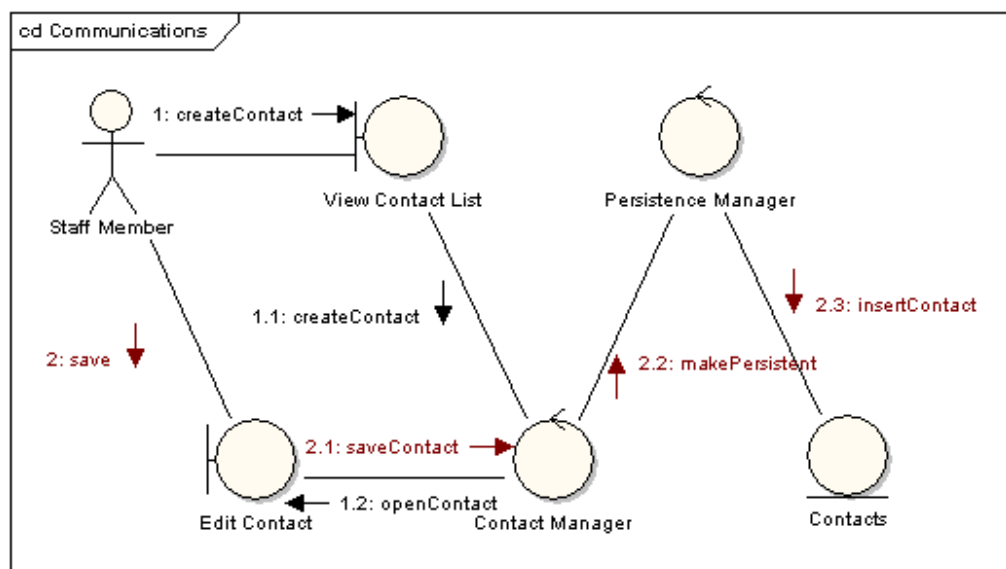 cd Communications
1: createContact
View Contact List
Persistence Manager
Staff Member
1.1: createContact
2.3: insertContact
2: save
2.2: makePersistent
2.1: saveContact
1.2: openContact
Edit Contact
Contact Manager
Contacts